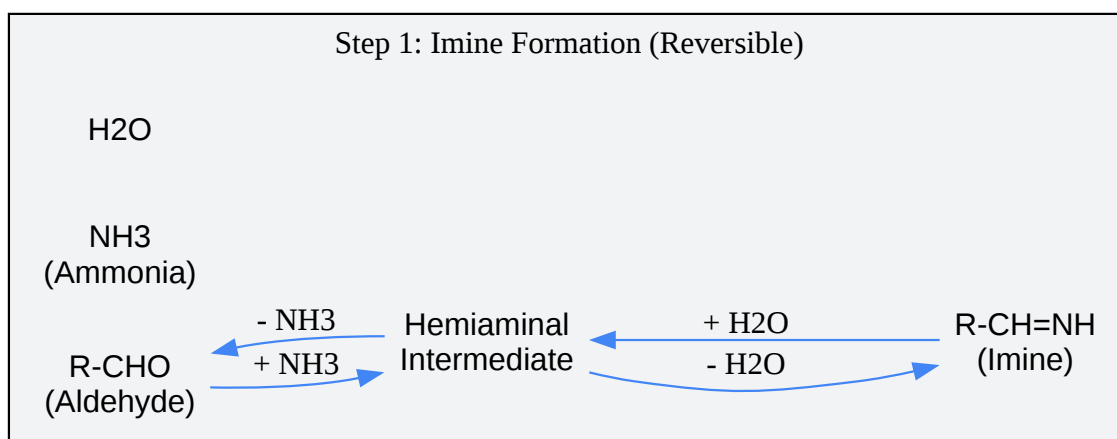 Step 1: Imine Formation (Reversible)
H2O
NH3
(Ammonia)
- NH3
+ NH3
R-CHO
(Aldehyde)
Hemiaminal
Intermediate
+ H2O
- H2O
R-CH=NH
(Imine)